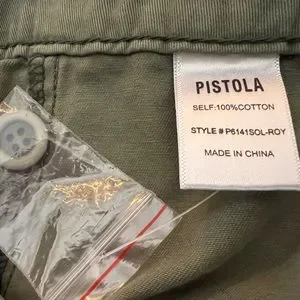 PISTOLA
SELF:100%COTTON
STYLE # P6141SOL-ROY
MADE IN CHINA